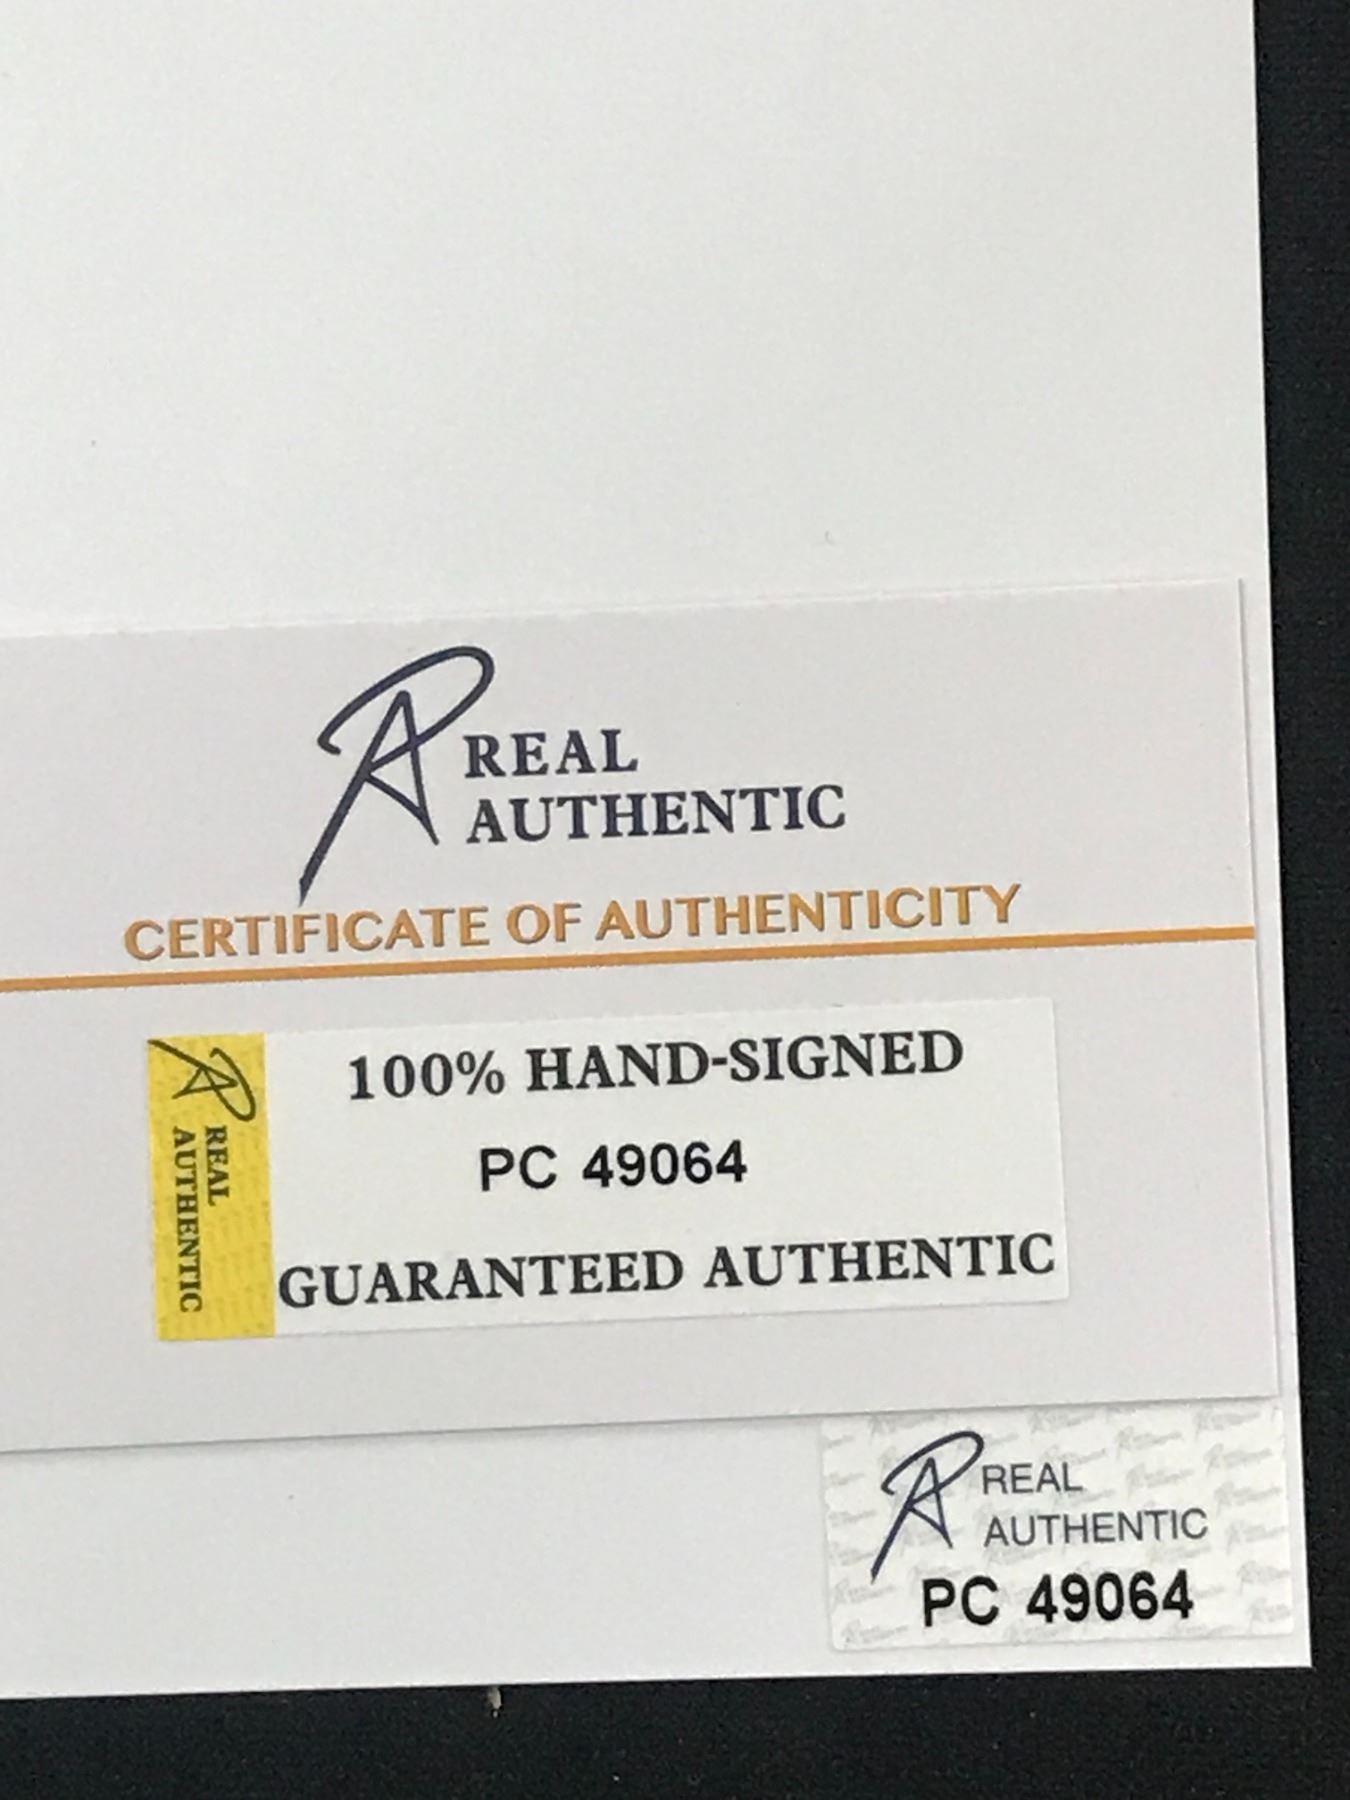 REAL
AUTHENTIC
CERTIFICATE OF AUTHENTICITY
REAL
AUTHENTIC
100% HAND-SIGNED
PC 49064
GUARANTEED AUTHENTIC
REAL
AUTHENTIC
PC 49064